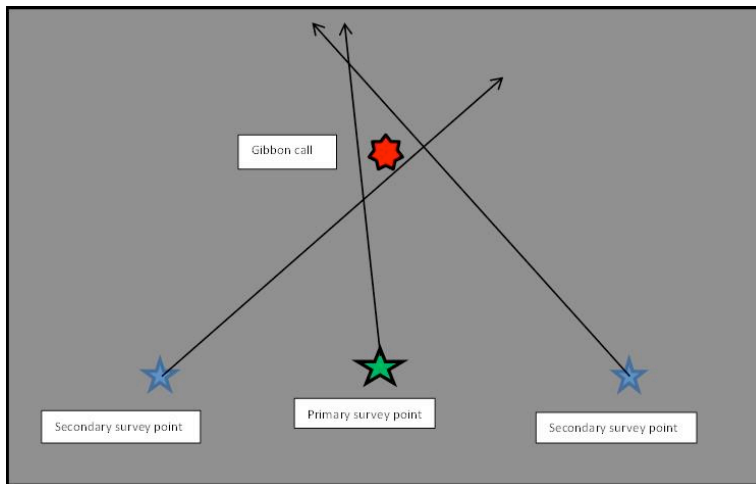 Gibbon call
Primary survey point
Secondary survey point
Secondary survey point